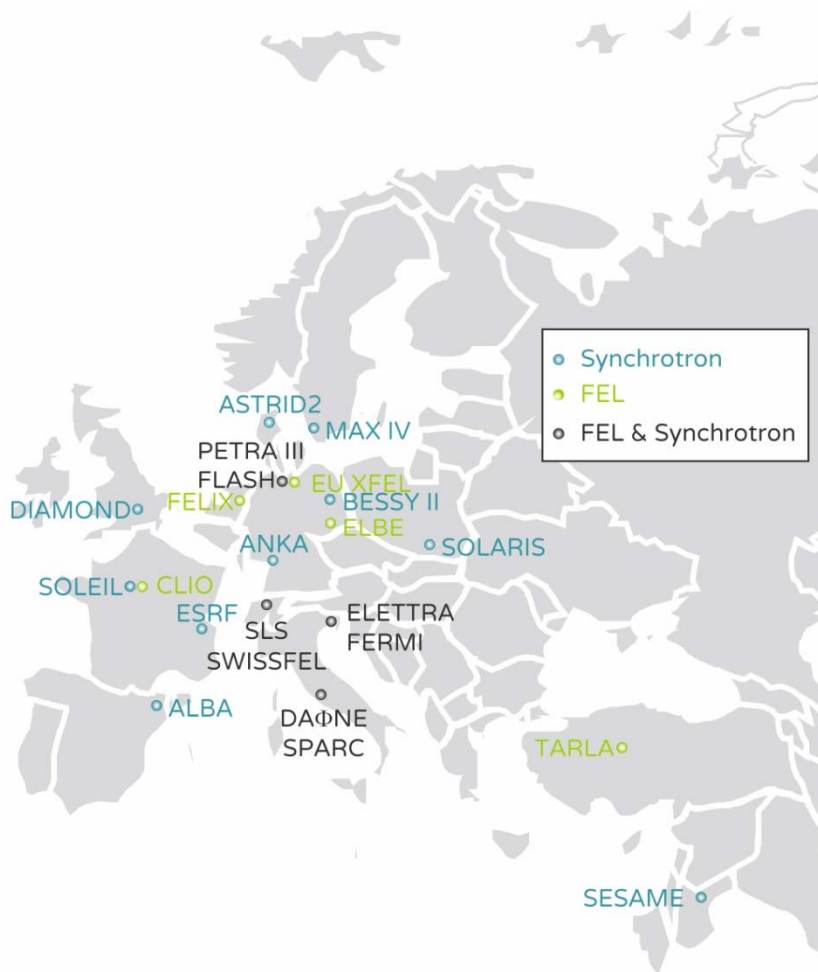 Synchrotron
FEL
FEL & Synchrotron
ASTRID2
MAX IV
PETRA III
FLASH
EU XFEL
FELIX
BESSY II
DIAMOND
ELBE
ANKA
SOLARIS
SOLEIL
CLIO
ESRF
SLS
SWISSFEL
ELETTRA
FERMI
ALBA
DAΦNE
SPARC
TARLA
SESAME